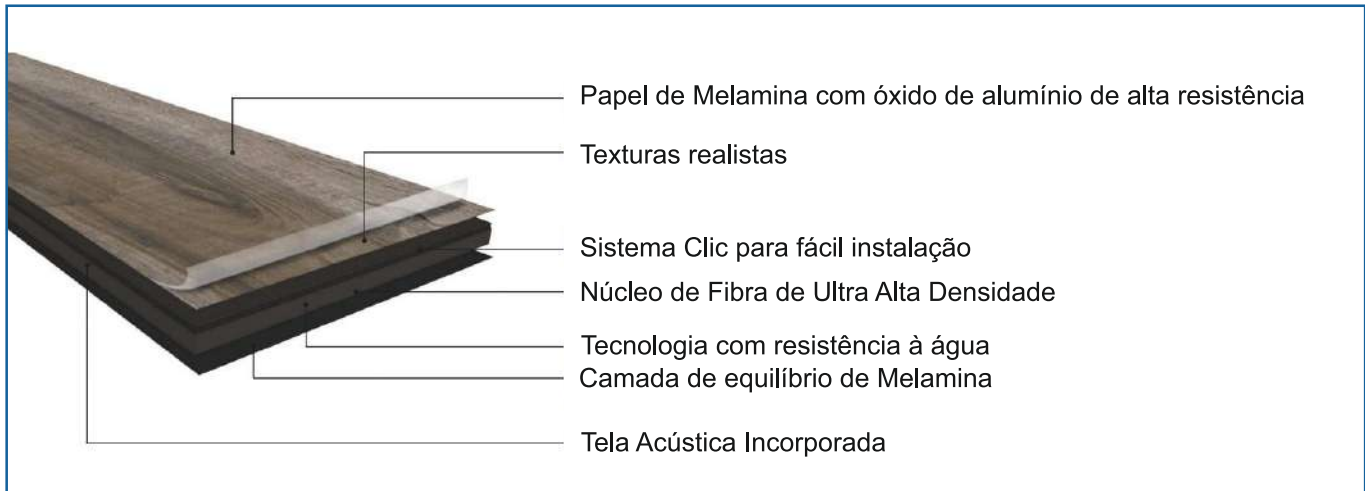 Papel de Melamina com óxido de alumínio de alta resistência
Texturas realistas
Sistema Clic para fácil instalação
Núcleo de Fibra de Ultra Alta Densidade
Tecnologia com resistência à água
Camada de equilíbrio de Melamina
Tela Acústica Incorporada